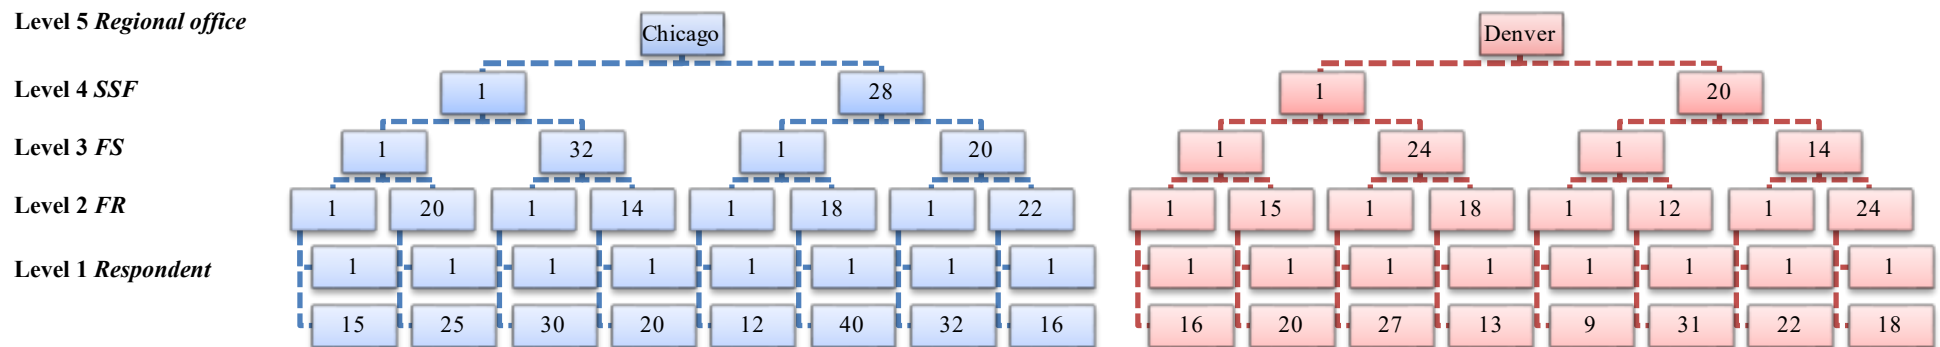 Level 5 Regional office Chicago Denver
Level 4 SSF 1 28 1 20
Level 3 FS 1 32 1 20 1 24 1 14
Level 2 FR 1 20 1 14 1 18 1 22 1 15 1 18 1 12 1 24
Level 1 Respondent 1 1 1 1 1 1 1 1 1 1 1 1 1 1 1 1
15 25 30 20 12 40 32 16 16 20 27 13 9 31 22 18